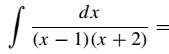 ∫ dx / ((x − 1)(x + 2)) =